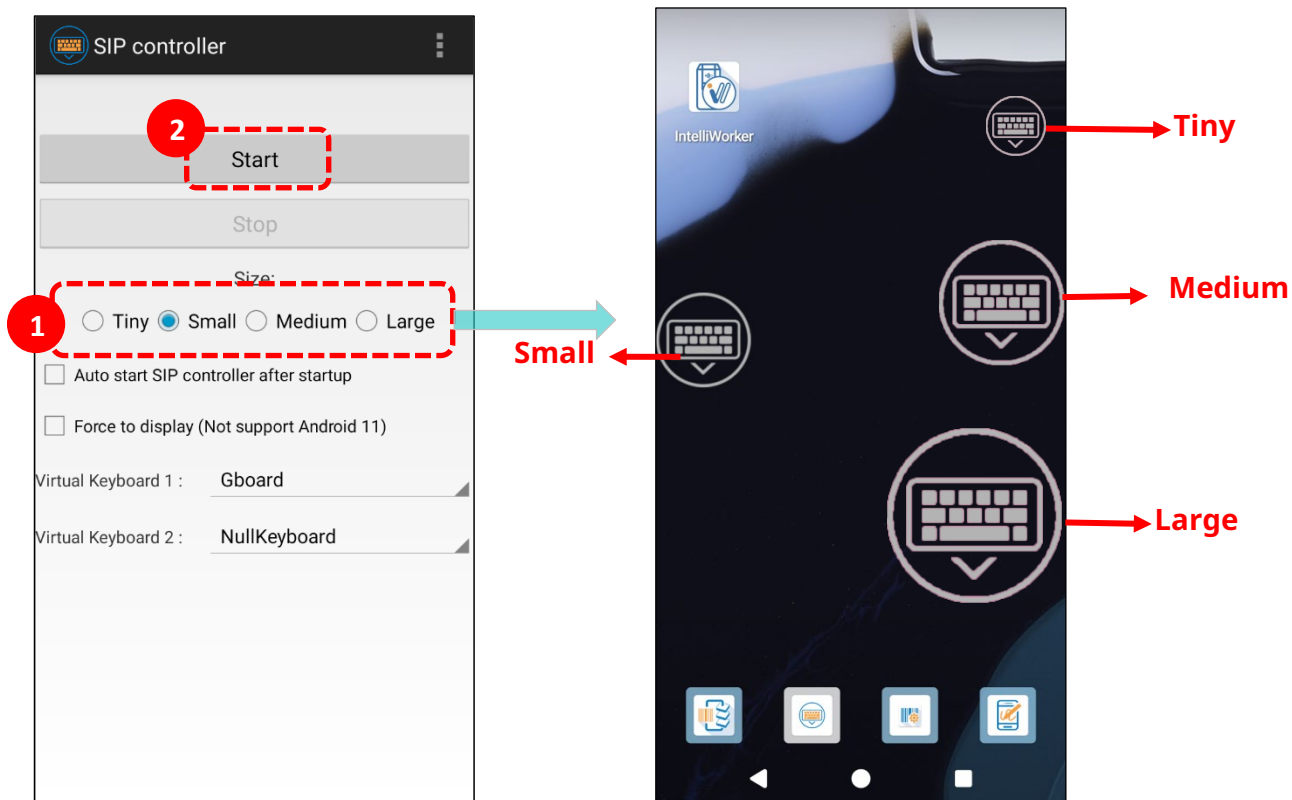 SIP controller
2
Start
Stop
Size:
1
Tiny Small Medium Large
Auto start SIP controller after startup
Force to display (Not support Android 11)
Virtual Keyboard 1 : Gboard
Virtual Keyboard 2 : NullKeyboard
IntelliWorker
Tiny
Medium
Small
Large